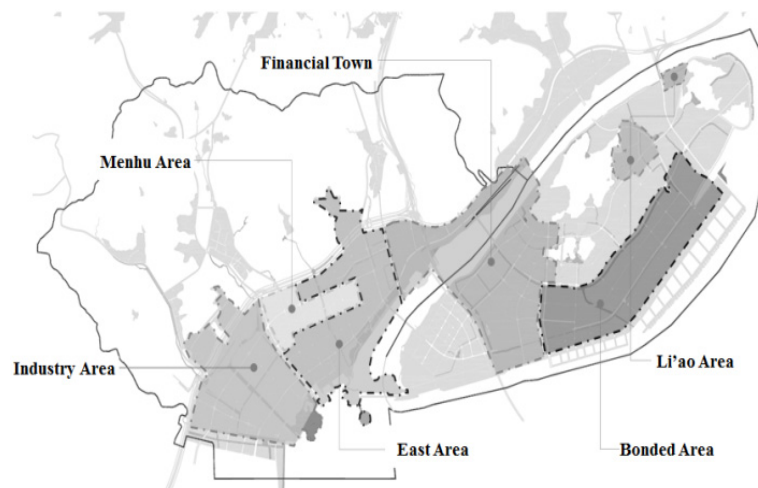 Financial Town
Menhu Area
Industry Area
Li'ao Area
East Area
Bonded Area